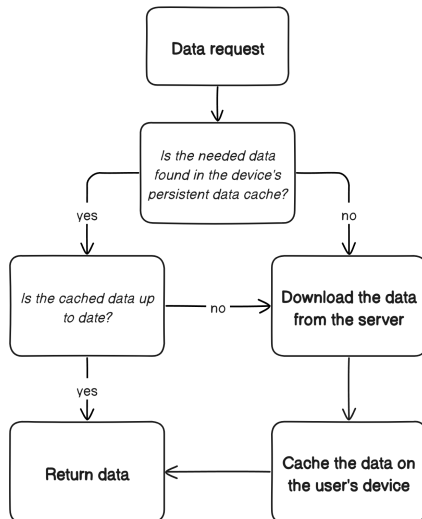 Data request
Is the needed data
found in the device's
persistent data cache?
yes
no
Is the cached data up
to date?
no
Download the data
from the server
yes
Return data
Cache the data on
the user's device